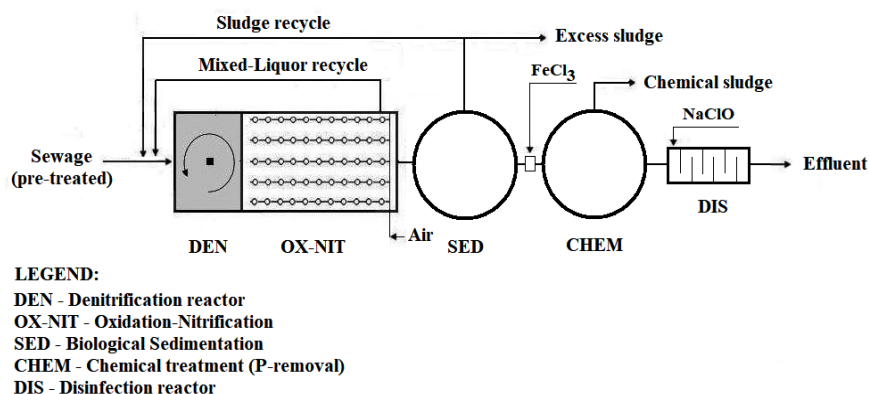 Sludge recycle
Excess sludge
Mixed-Liquor recycle
FeCl3
Chemical sludge
NaClO
Sewage
(pre-treated)
Effluent
DIS
Air
DEN
OX-NIT
SED
CHEM
LEGEND:
DEN - Denitrification reactor
OX-NIT - Oxidation-Nitrification
SED - Biological Sedimentation
CHEM - Chemical treatment (P-removal)
DIS - Disinfection reactor